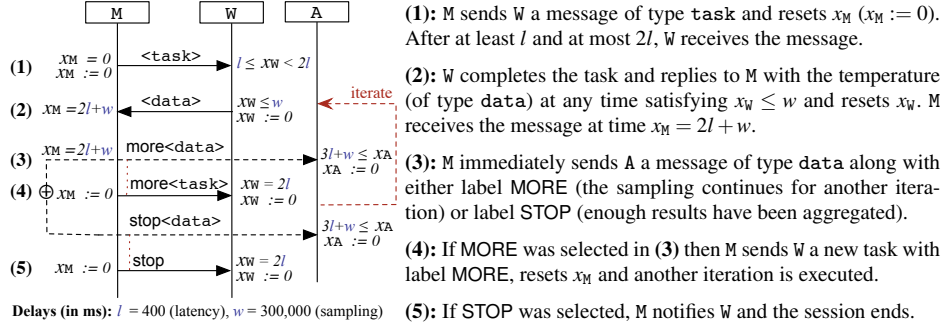 M W A
(1) xM = 0 <task> l ≤ xW < 2l
xM := 0
(2) xM = 2l+w <data> xW ≤ w
xW := 0
iterate
(3) xM = 2l+w more<data> 3l+w ≤ xA
xA := 0
(4) ⊕ xM := 0 more<task> xW = 2l
xW := 0
stop<data> 3l+w ≤ xA
xA := 0
(5) xM := 0 stop xW = 2l
xW := 0
Delays (in ms): l = 400 (latency), w = 300,000 (sampling)
(1): M sends W a message of type task and resets xM (xM := 0).
After at least l and at most 2l, W receives the message.
(2): W completes the task and replies to M with the temperature
(of type data) at any time satisfying xW ≤ w and resets xW. M
receives the message at time xM = 2l + w.
(3): M immediately sends A a message of type data along with
either label MORE (the sampling continues for another itera-
tion) or label STOP (enough results have been aggregated).
(4): If MORE was selected in (3) then M sends W a new task with
label MORE, resets xM and another iteration is executed.
(5): If STOP was selected, M notifies W and the session ends.